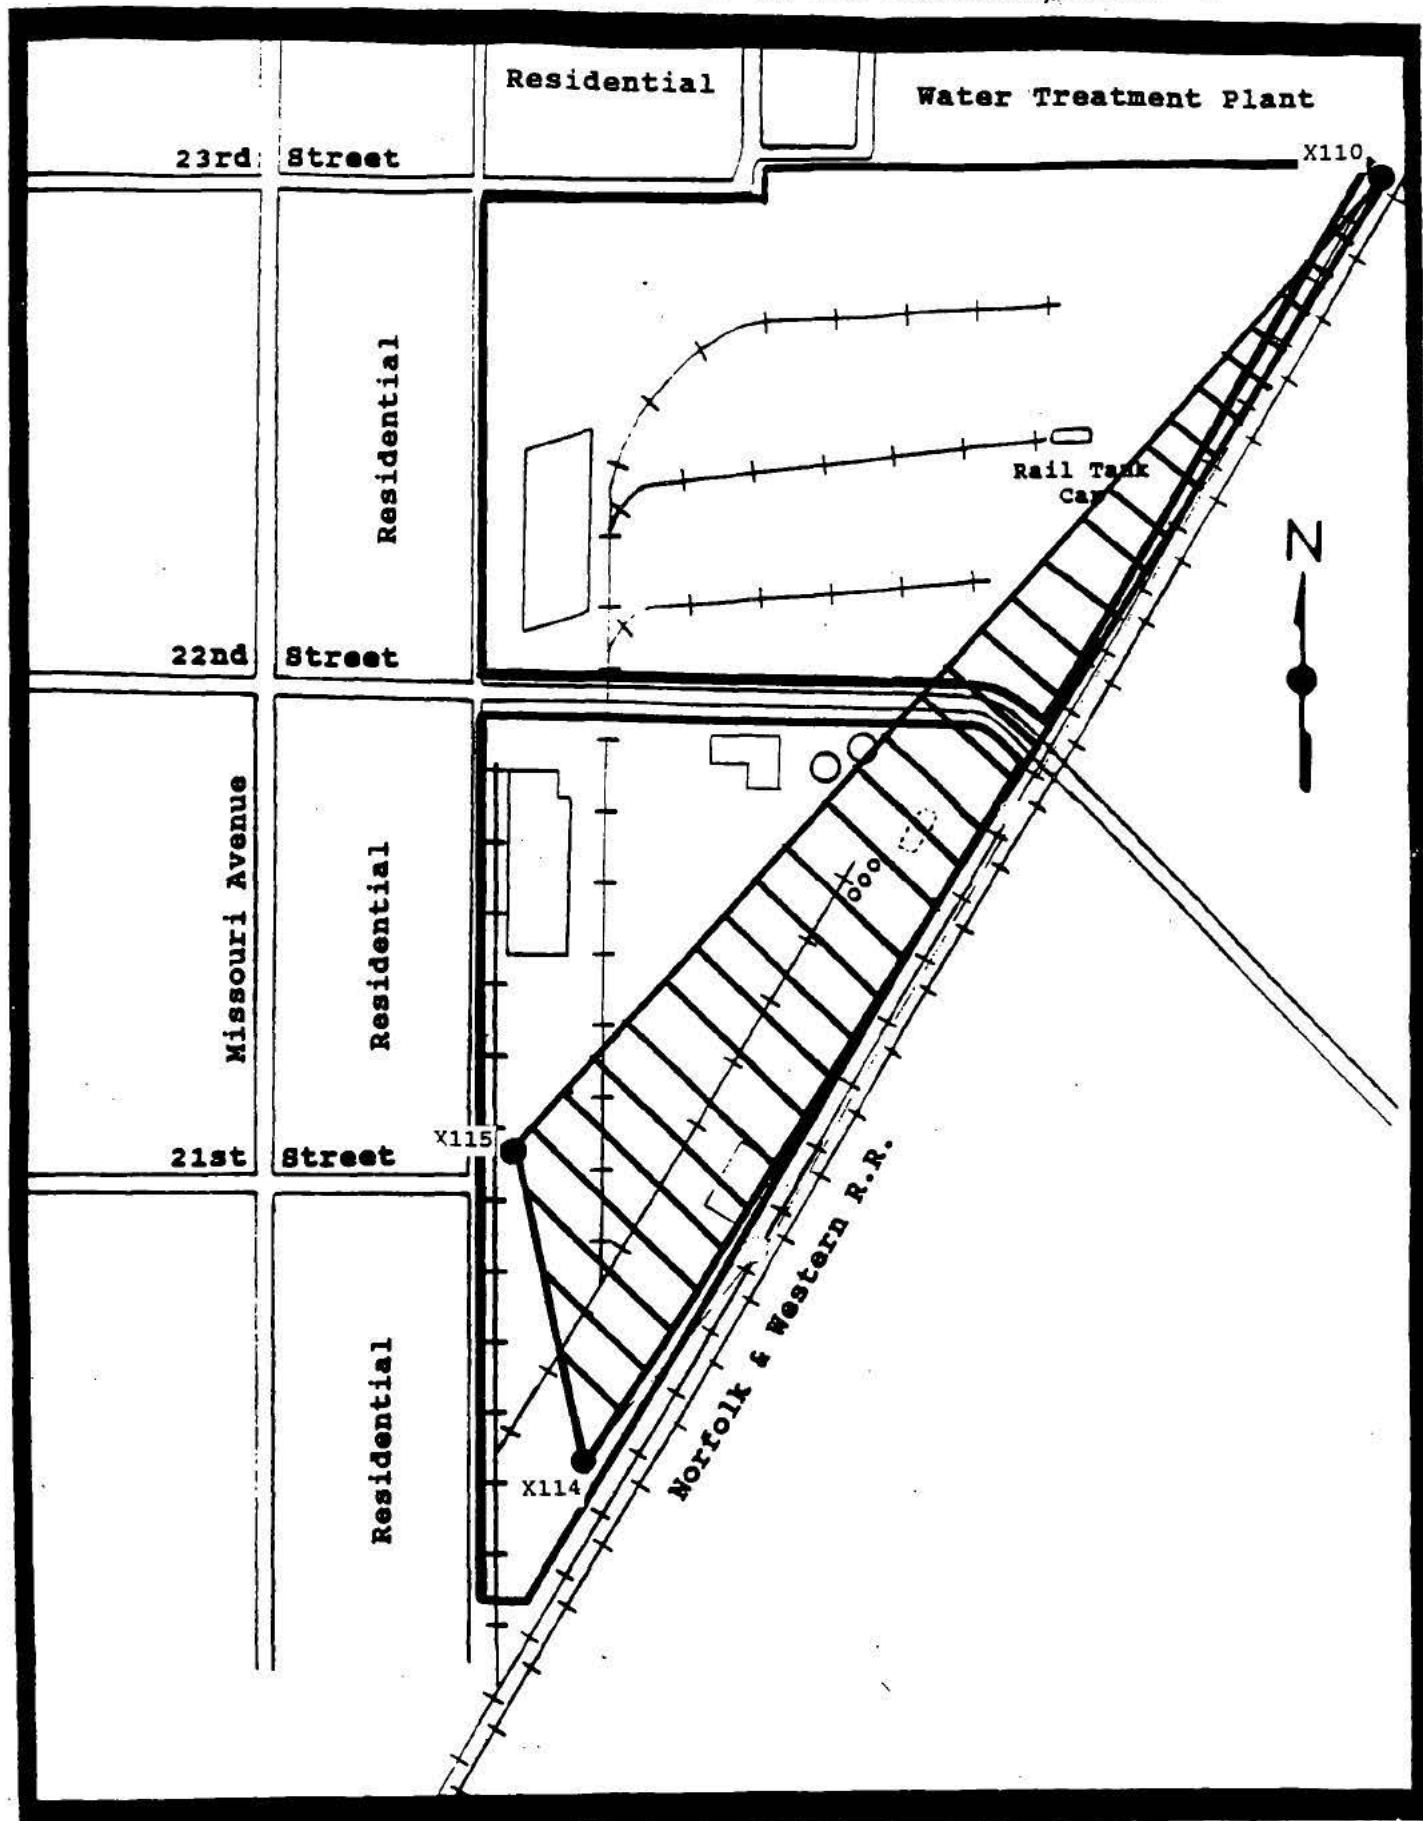 Residential
Water Treatment Plant
23rd Street
X110
Residential
Rail Tank
Car
N
22nd Street
Missouri Avenue
Residential
X115
21st Street
Norfolk & Western R.R.
Residential
X114